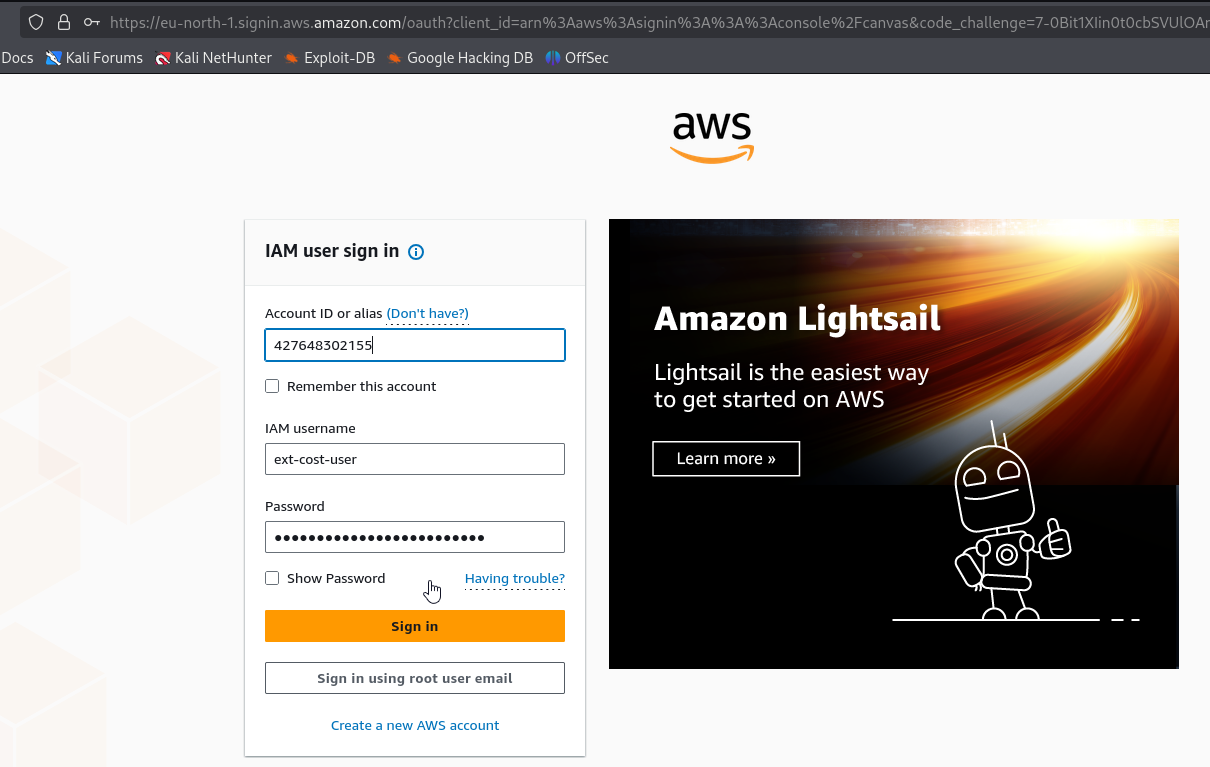 https://eu-north-1.signin.aws.amazon.com/oauth?client_id=arn%3Aaws%3Asignin%3A%3A%3Aconsole%2Fcanvas&code_challenge=7-0Bit1XIin0t0cbSVUlOAr
Docs Kali Forums Kali NetHunter Exploit-DB Google Hacking DB OffSec
aws
IAM user sign in
Account ID or alias (Don't have?)
427648302155
Remember this account
IAM username
ext-cost-user
Password
•••••••••••••••••••••••••
Show Password Having trouble?
Sign in
Sign in using root user email
Create a new AWS account
Amazon Lightsail
Lightsail is the easiest way
to get started on AWS
Learn more »